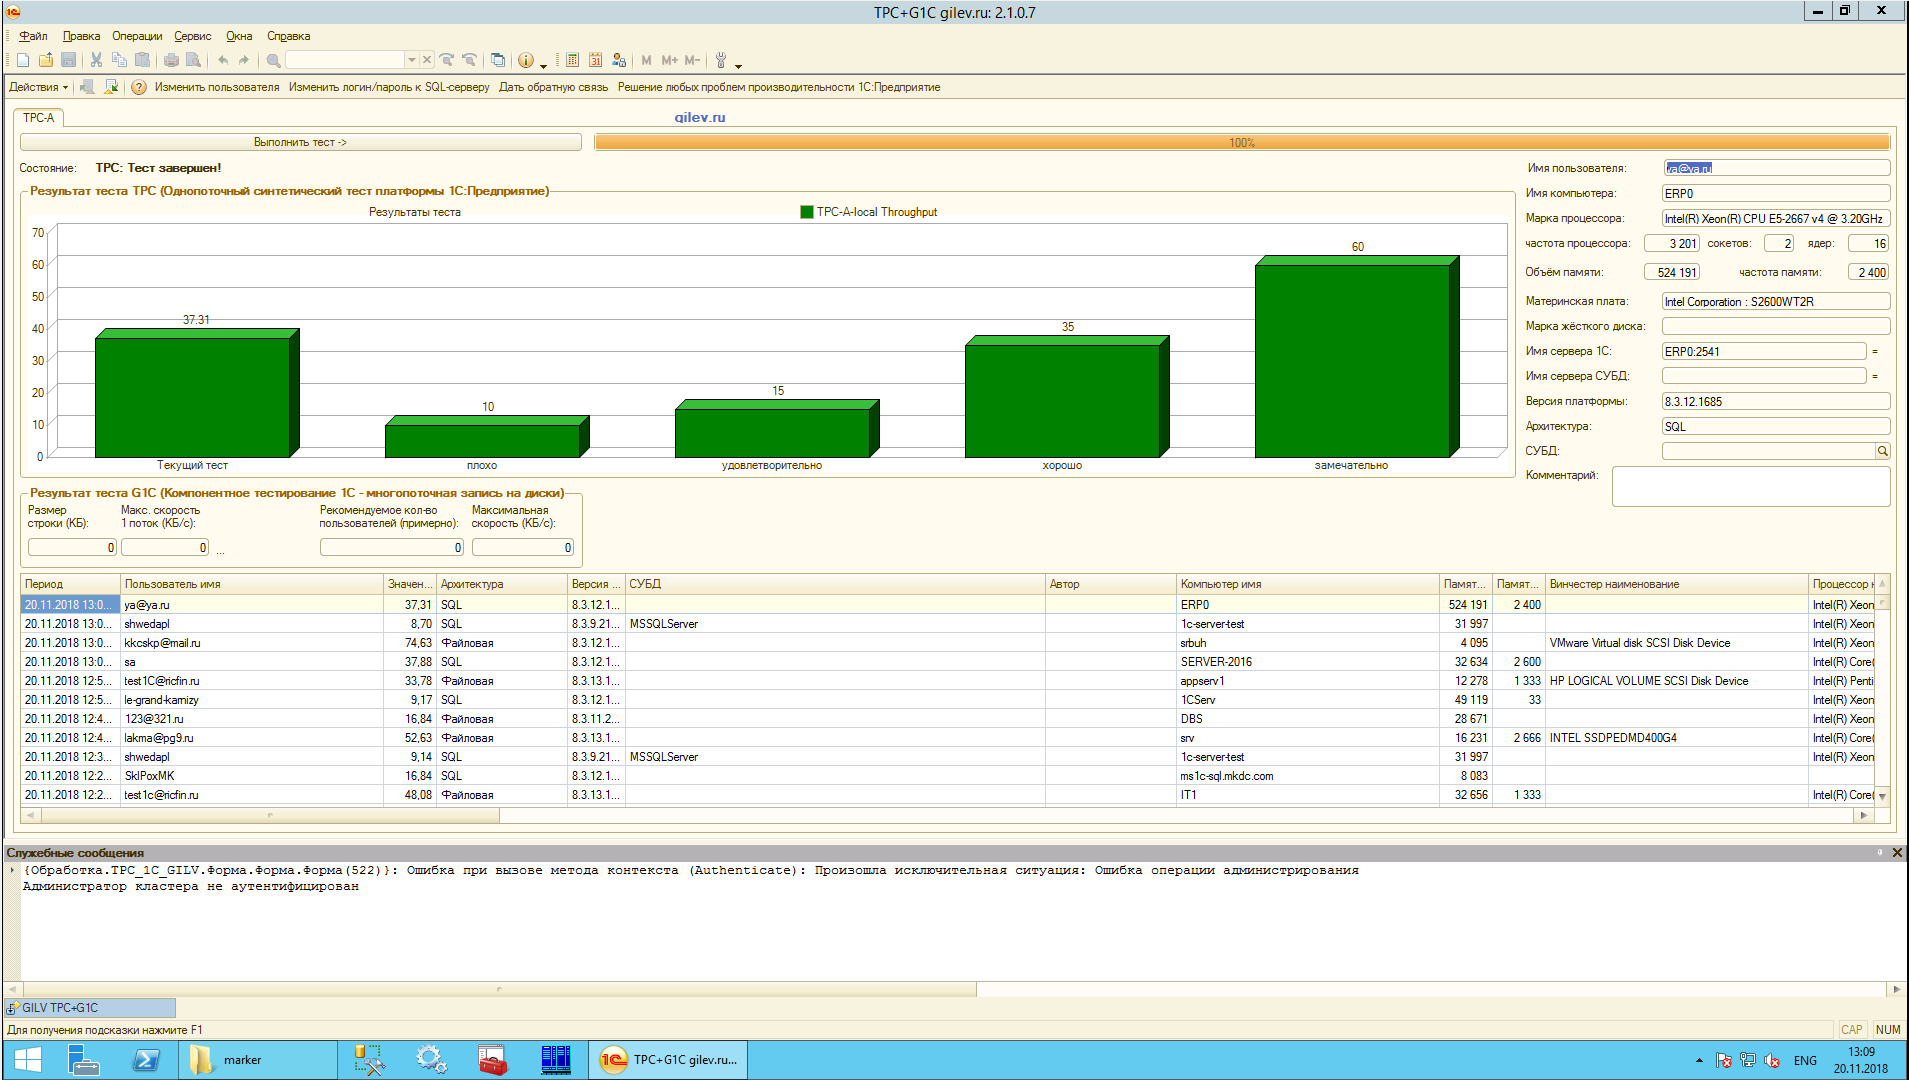 TPC+G1C gilev.ru: 2.1.0.7
Файл Правка Операции Сервис Окна Справка
M M+ M-
Действия Изменить пользователя Изменить логин/пароль к SQL-серверу Дать обратную связь Решение любых проблем производительности 1С:Предприятие
TPC-A
gilev.ru
Выполнить тест ->
100%
Состояние: TPC: Тест завершен!
Результат теста TPC (Однопоточный синтетический тест платформы 1С:Предприятие)
Результаты теста
TPC-A-local Throughput
70
60
50
40
30
20
10
0
37.31
10
15
35
60
Текущий тест
плохо
удовлетворительно
хорошо
замечательно
Имя пользователя: ya@ya.ru
Имя компьютера: ERP0
Марка процессора: Intel(R) Xeon(R) CPU E5-2667 v4 @ 3.20GHz
частота процессора: 3 201 сокетов: 2 ядер: 16
Объём памяти: 524 191 частота памяти: 2 400
Материнская плата: Intel Corporation : S2600WT2R
Марка жёсткого диска:
Имя сервера 1С: ERP0:2541 =
Имя сервера СУБД: =
Версия платформы: 8.3.12.1685
Архитектура: SQL
СУБД:
Комментарий:
Результат теста G1C (Компонентное тестирование 1С - многопоточная запись на диски)
Размер строки (КБ): 0
Макс. скорость 1 поток (КБ/с): 0 ...
Рекомендуемое кол-во пользователей (примерно): 0
Максимальная скорость (КБ/с): 0
Период Пользователь имя Значен... Архитектура Версия ... СУБД Автор Компьютер имя Памят... Памят... Винчестер наименование Процессор н
20.11.2018 13:0... ya@ya.ru 37,31 SQL 8.3.12.1... ERP0 524 191 2 400 Intel(R) Xeon
20.11.2018 13:0... shwedapl 8,70 SQL 8.3.9.21... MSSQLServer 1c-server-test 31 997 Intel(R) Xeon
20.11.2018 13:0... kkcskp@mail.ru 74,63 Файловая 8.3.12.1... srbuh 4 095 VMware Virtual disk SCSI Disk Device Intel(R) Xeon
20.11.2018 13:0... sa 37,88 SQL 8.3.12.1... SERVER-2016 32 634 2 600 Intel(R) Core(
20.11.2018 12:5... test1C@ricfin.ru 33,78 Файловая 8.3.13.1... appserv1 12 278 1 333 HP LOGICAL VOLUME SCSI Disk Device Intel(R) Penti
20.11.2018 12:5... le-grand-kamizy 9,17 SQL 8.3.12.1... 1CServ 49 119 33 Intel(R) Xeon
20.11.2018 12:4... 123@321.ru 16,84 Файловая 8.3.11.2... DBS 28 671 Intel(R) Xeon
20.11.2018 12:4... lakma@pg9.ru 52,63 Файловая 8.3.13.1... srv 16 231 2 666 INTEL SSDPEDMD400G4 Intel(R) Core(
20.11.2018 12:3... shwedapl 9,14 SQL 8.3.9.21... MSSQLServer 1c-server-test 31 997 Intel(R) Xeon
20.11.2018 12:2... SklPoxMK 16,84 SQL 8.3.12.1... ms1c-sql.mkdc.com 8 083
20.11.2018 12:2... test1c@ricfin.ru 48,08 Файловая 8.3.13.1... IT1 32 656 1 333 Intel(R) Core(
Служебные сообщения
{Обработка.TPC_1C_GILV.Форма.Форма.Форма(522)}: Ошибка при вызове метода контекста (Authenticate): Произошла исключительная ситуация: Ошибка операции администрирования
Администратор кластера не аутентифицирован
GILV TPC+G1C
Для получения подсказки нажмите F1
CAP NUM
marker
TPC+G1C gilev.ru...
ENG
13:09
20.11.2018